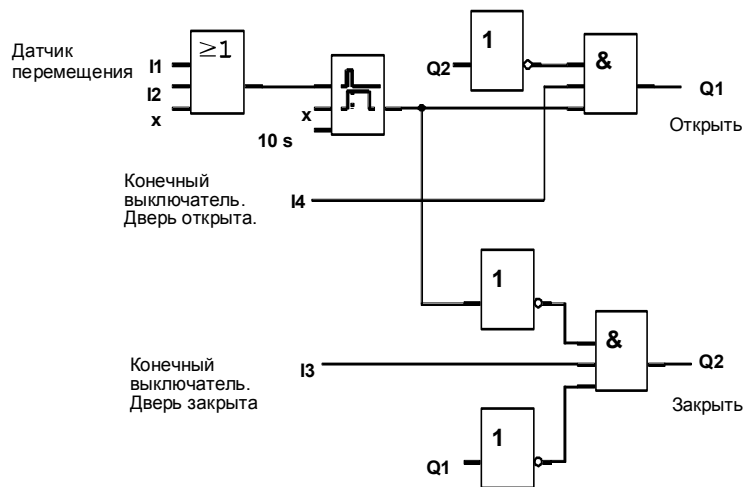 Датчик
перемещения
I1
I2
x
≥1
x
10 s
Q2
1
&
Q1
Открыть
Конечный
выключатель.
Дверь открыта.
I4
1
Конечный
выключатель.
Дверь закрыта
I3
&
Q2
Закрыть
Q1
1